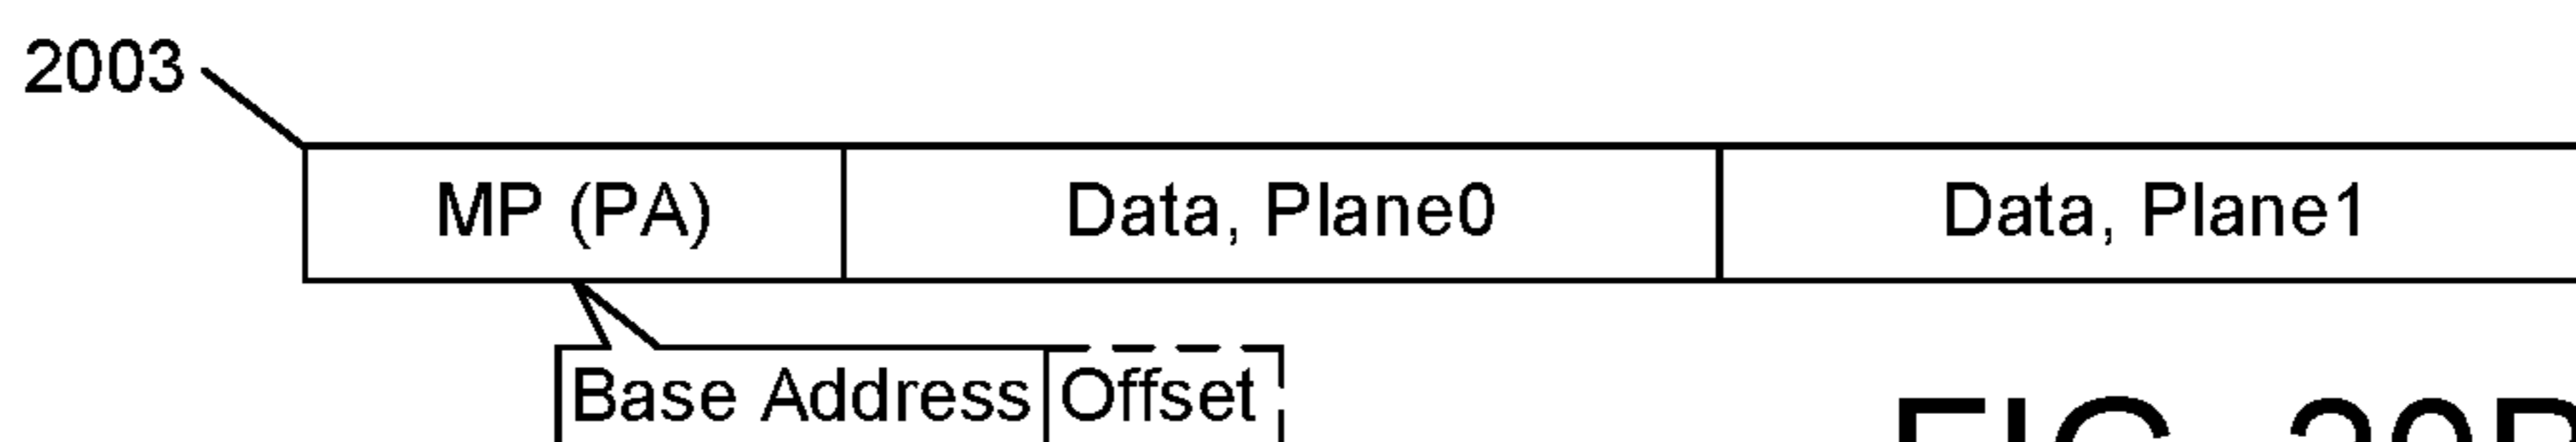 2003
MP (PA) Data, Plane0 Data, Plane1
Base Address Offset